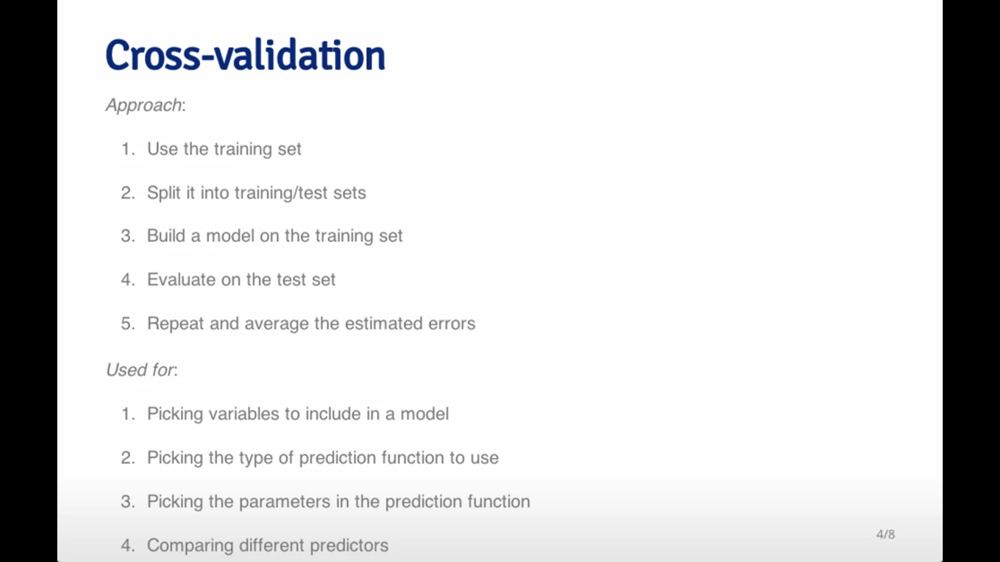 Cross-validation
Approach:
1. Use the training set
2. Split it into training/test sets
3. Build a model on the training set
4. Evaluate on the test set
5. Repeat and average the estimated errors
Used for:
1. Picking variables to include in a model
2. Picking the type of prediction function to use
3. Picking the parameters in the prediction function
4. Comparing different predictors
4/8